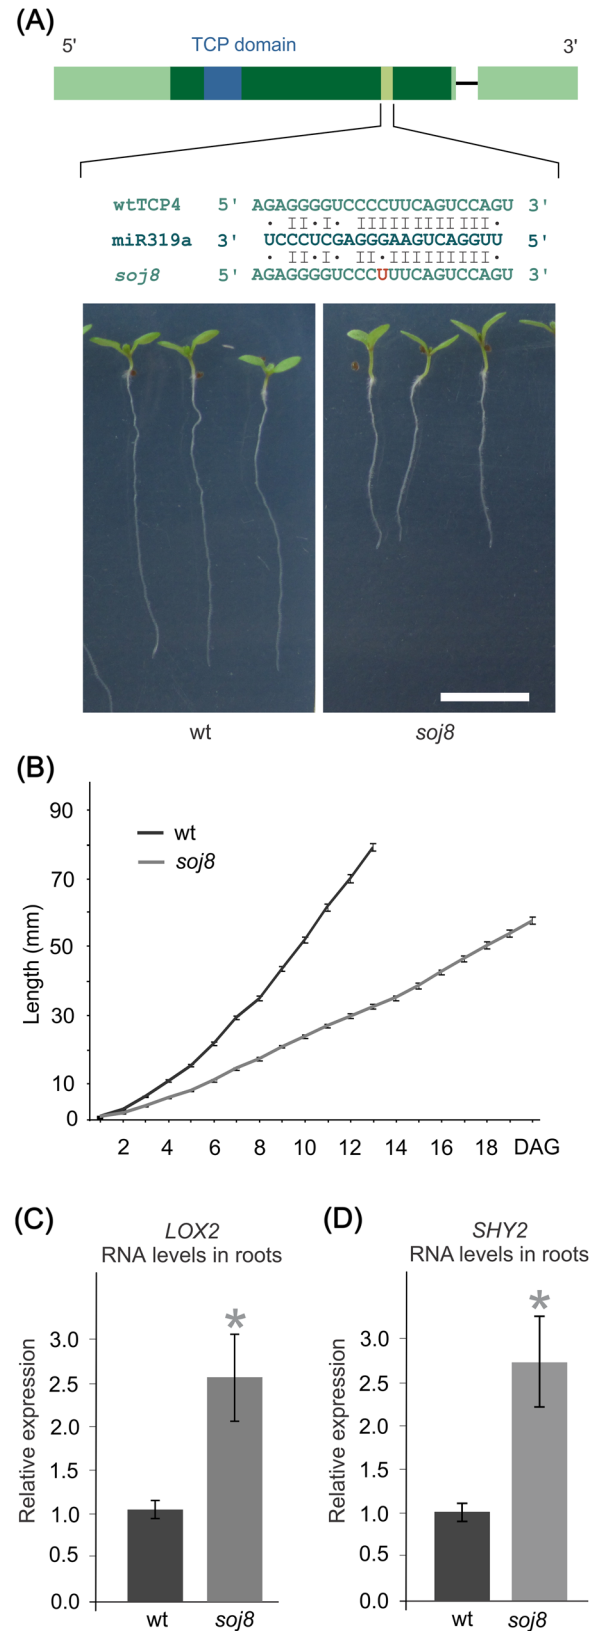 (A)
5' TCP domain 3'
wtTCP4 5' AGAGGGGUCCCCUUCAGUCCAGU 3'
miR319a 3' UCCCUCGAGGGAAGUCAGGUU 5'
soj8 5' AGAGGGGUCCCUUUCAGUCCAGU 3'
wt soj8
(B)
90
70
50
30
10
0
Length (mm)
wt
soj8
2 4 6 8 10 12 14 16 18 DAG
(C)
LOX2
RNA levels in roots
Relative expression
3.0
2.5
2.0
1.5
1.0
0.5
0.0
wt soj8
*
(D)
SHY2
RNA levels in roots
Relative expression
3.0
2.5
2.0
1.5
1.0
0.5
0.0
wt soj8
*